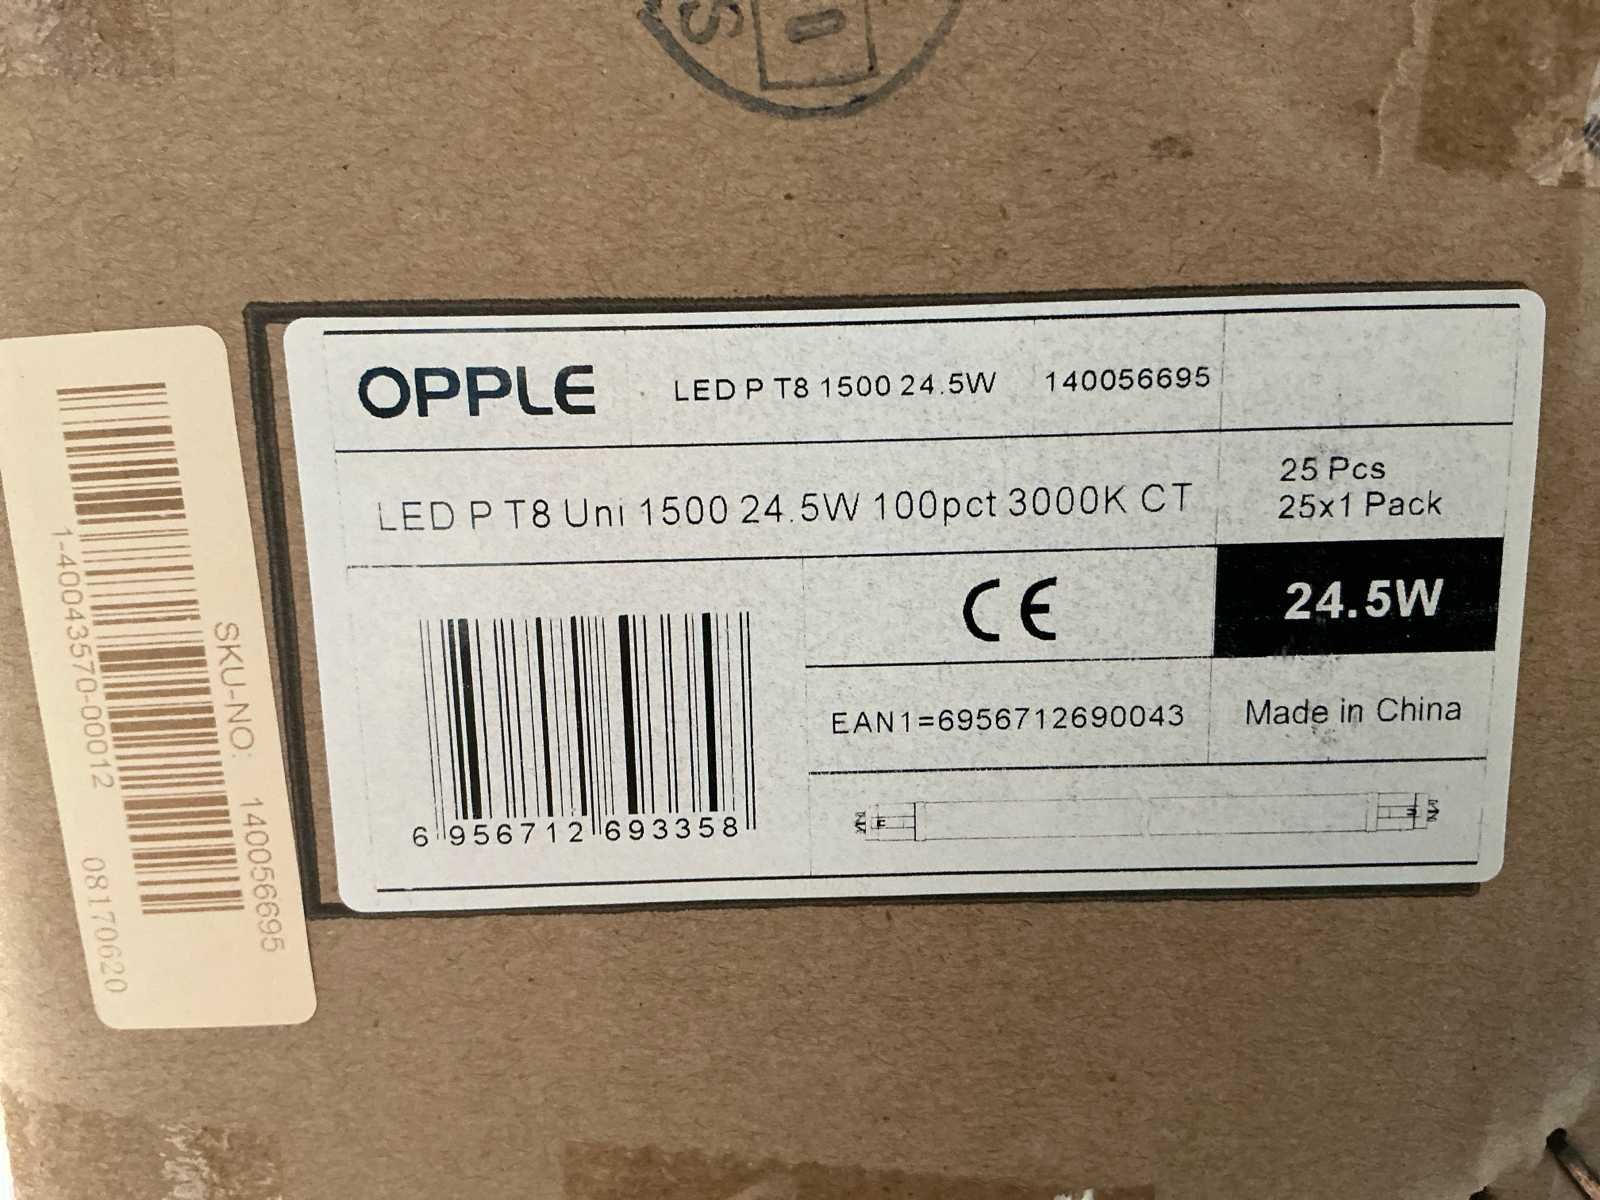 OPPLE
LED P T8 1500 24.5W 140056695
LED P T8 Uni 1500 24.5W 100pct 3000K CT
25 Pcs
25x1 Pack
CE
24.5W
EAN1=6956712690043
Made in China
6 956712 693358
SKU-NO: 140056695
1-40043570-00012 08170620